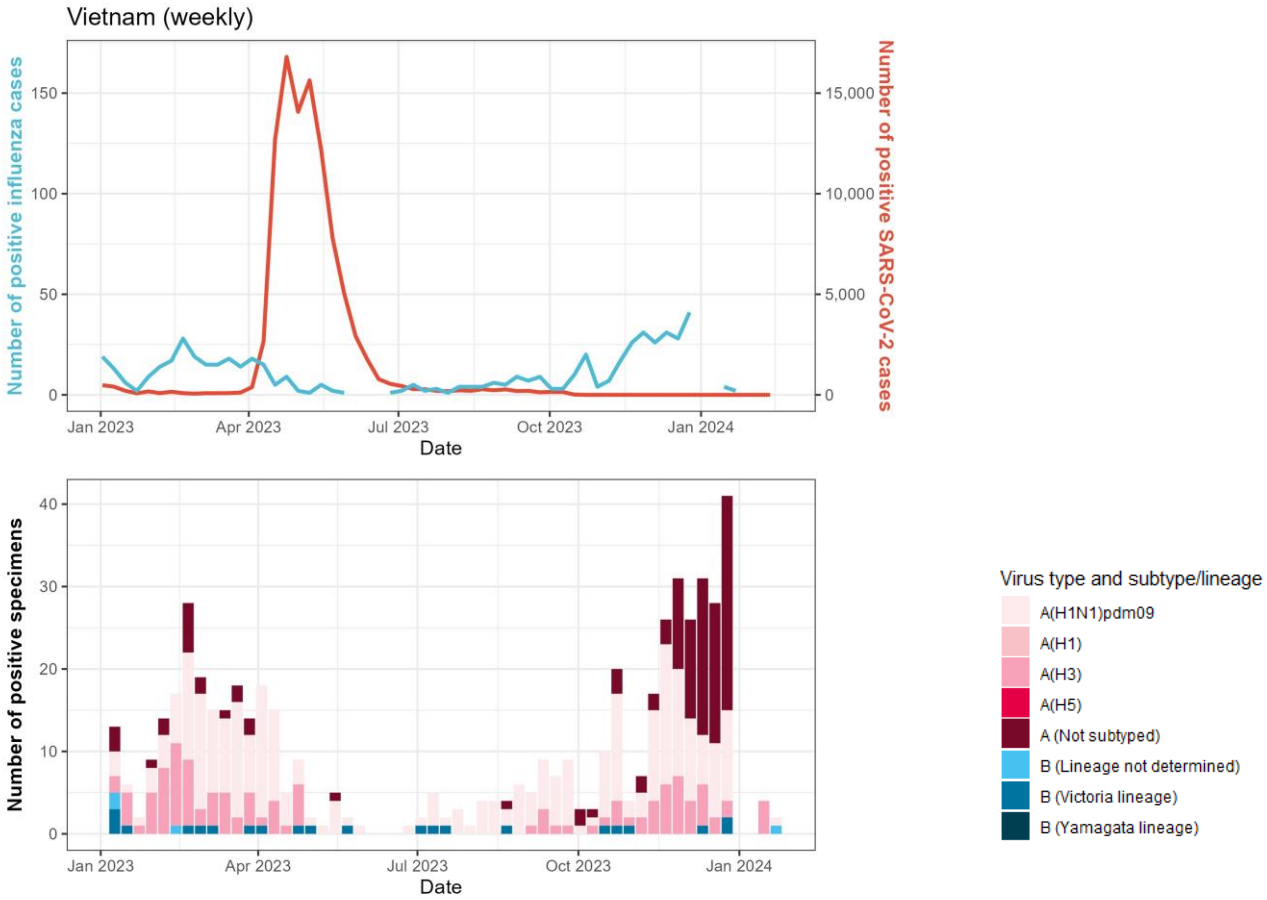 Vietnam (weekly)
Number of positive influenza cases
150
100
50
0
15,000
10,000
5,000
0
Number of positive SARS-CoV-2 cases
Jan 2023
Apr 2023
Jul 2023
Oct 2023
Jan 2024
Date
Number of positive specimens
40
30
20
10
0
Jan 2023
Apr 2023
Jul 2023
Oct 2023
Jan 2024
Date
Virus type and subtype/lineage
A(H1N1)pdm09
A(H1)
A(H3)
A(H5)
A (Not subtyped)
B (Lineage not determined)
B (Victoria lineage)
B (Yamagata lineage)